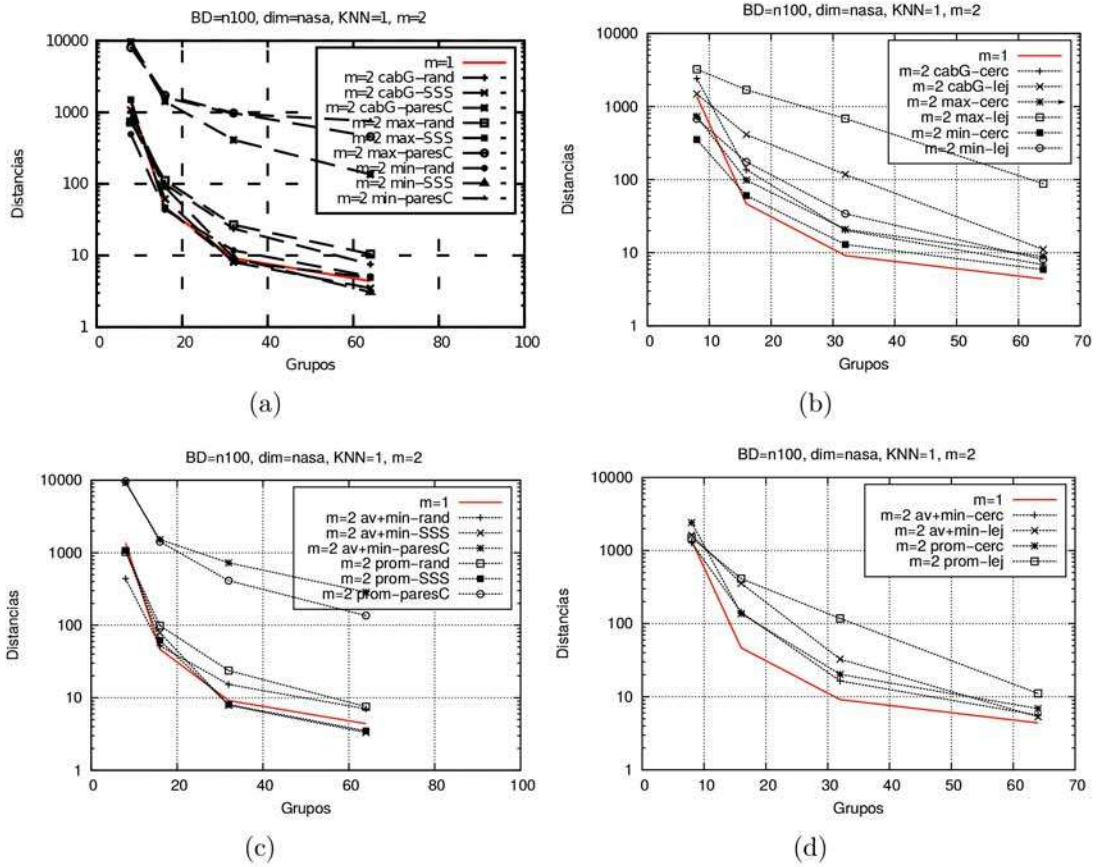 BD=n100, dim=nasa, KNN=1, m=2
10000
1000
100
10
1
0
20
40
60
80
100
Distancias
Grupos
m=1
m=2 cabG-rand
m=2 cabG-SSS
m=2 cabG-paresC
m=2 max-rand
m=2 max-SSS
m=2 max-paresC
m=2 min-rand
m=2 min-SSS
m=2 min-paresC
(a)
BD=n100, dim=nasa, KNN=1, m=2
10000
1000
100
10
1
0
10
20
30
40
50
60
70
Distancias
Grupos
m=1
m=2 cabG-cerc
m=2 cabG-lej
m=2 max-cerc
m=2 max-lej
m=2 min-cerc
m=2 min-lej
(b)
BD=n100, dim=nasa, KNN=1, m=2
10000
1000
100
10
1
0
20
40
60
80
100
Distancias
Grupos
m=1
m=2 av+min-rand
m=2 av+min-SSS
m=2 av+min-paresC
m=2 prom-rand
m=2 prom-SSS
m=2 prom-paresC
(c)
BD=n100, dim=nasa, KNN=1, m=2
10000
1000
100
10
1
0
10
20
30
40
50
60
70
Distancias
Grupos
m=1
m=2 av+min-cerc
m=2 av+min-lej
m=2 prom-cerc
m=2 prom-lej
(d)